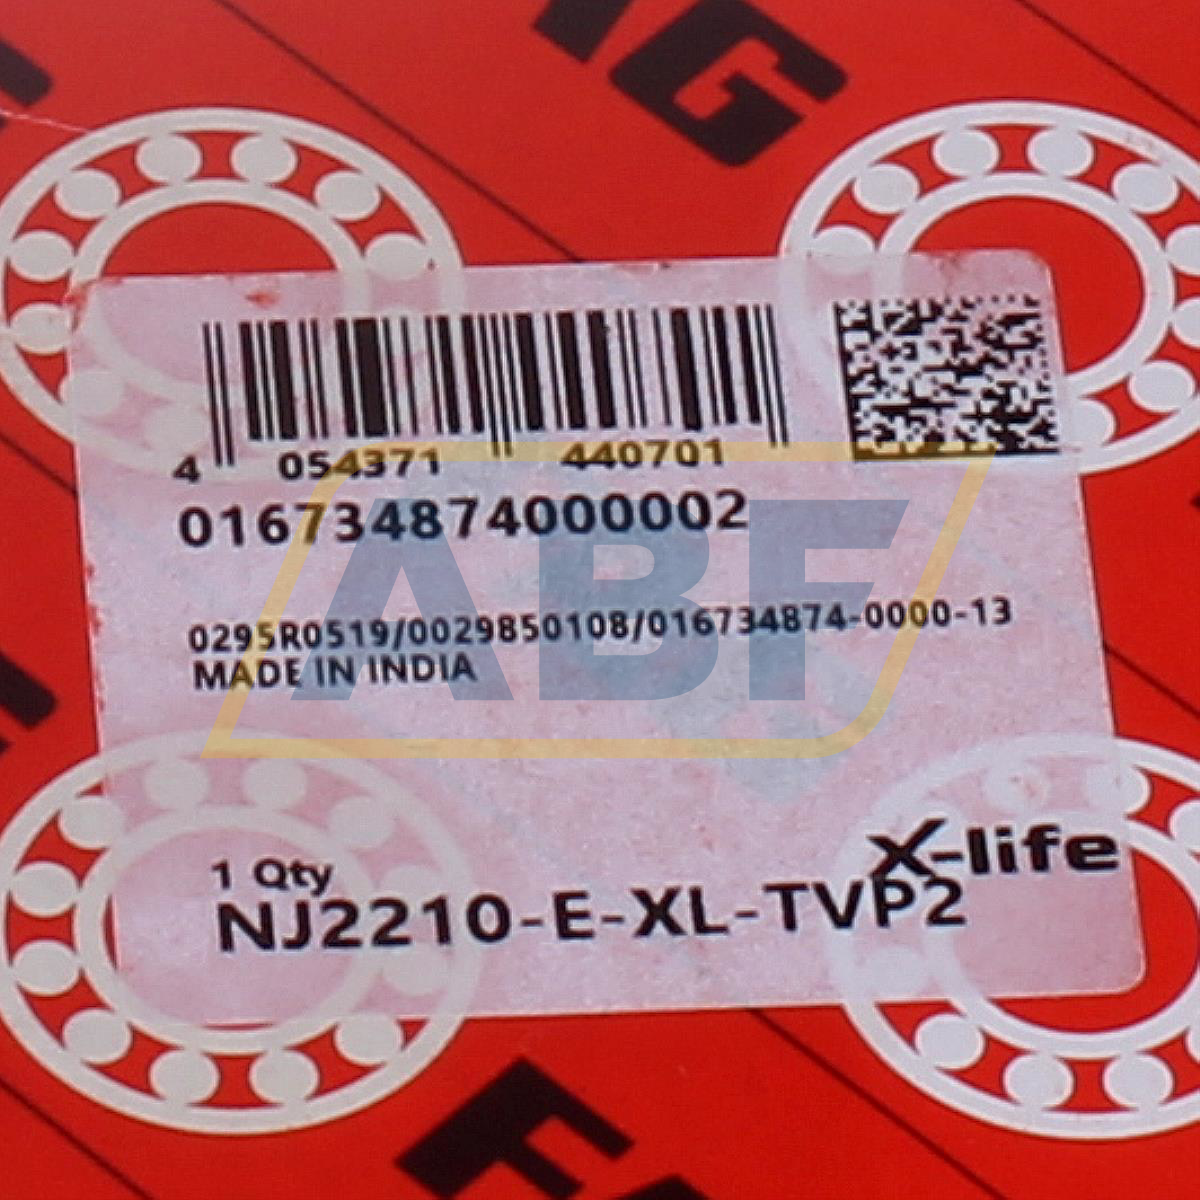 AG
4 054371 440701
016734874000002
0295R0519/0029850108/016734874-0000-13
MADE IN INDIA
ABF
X-life
1 Qty
NJ2210-E-XL-TVP2
F